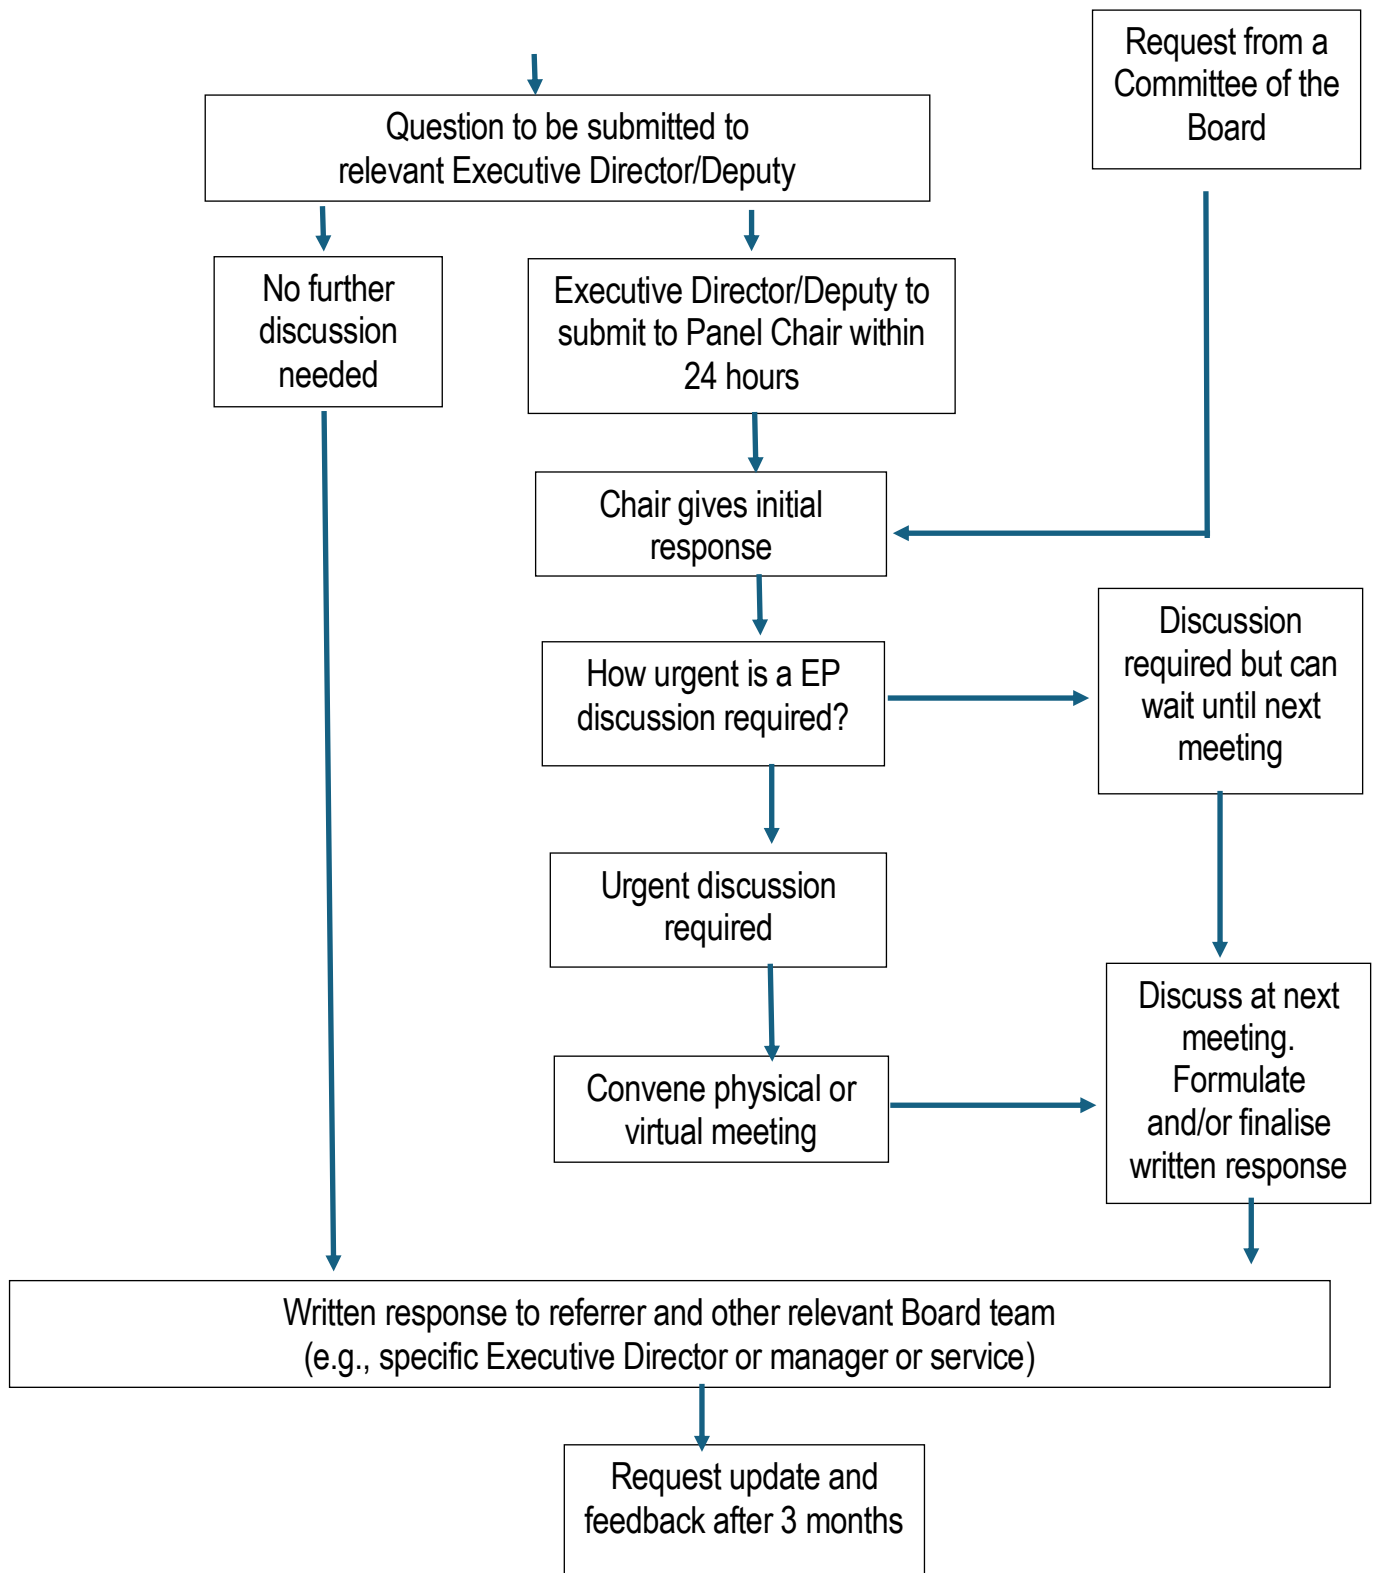 Request from a
Committee of the
Board
Question to be submitted to
relevant Executive Director/Deputy
No further
discussion
needed
Executive Director/Deputy to
submit to Panel Chair within
24 hours
Chair gives initial
response
How urgent is a EP
discussion required?
Discussion
required but can
wait until next
meeting
Urgent discussion
required
Convene physical or
virtual meeting
Discuss at next
meeting.
Formulate
and/or finalise
written response
Written response to referrer and other relevant Board team
(e.g., specific Executive Director or manager or service)
Request update and
feedback after 3 months